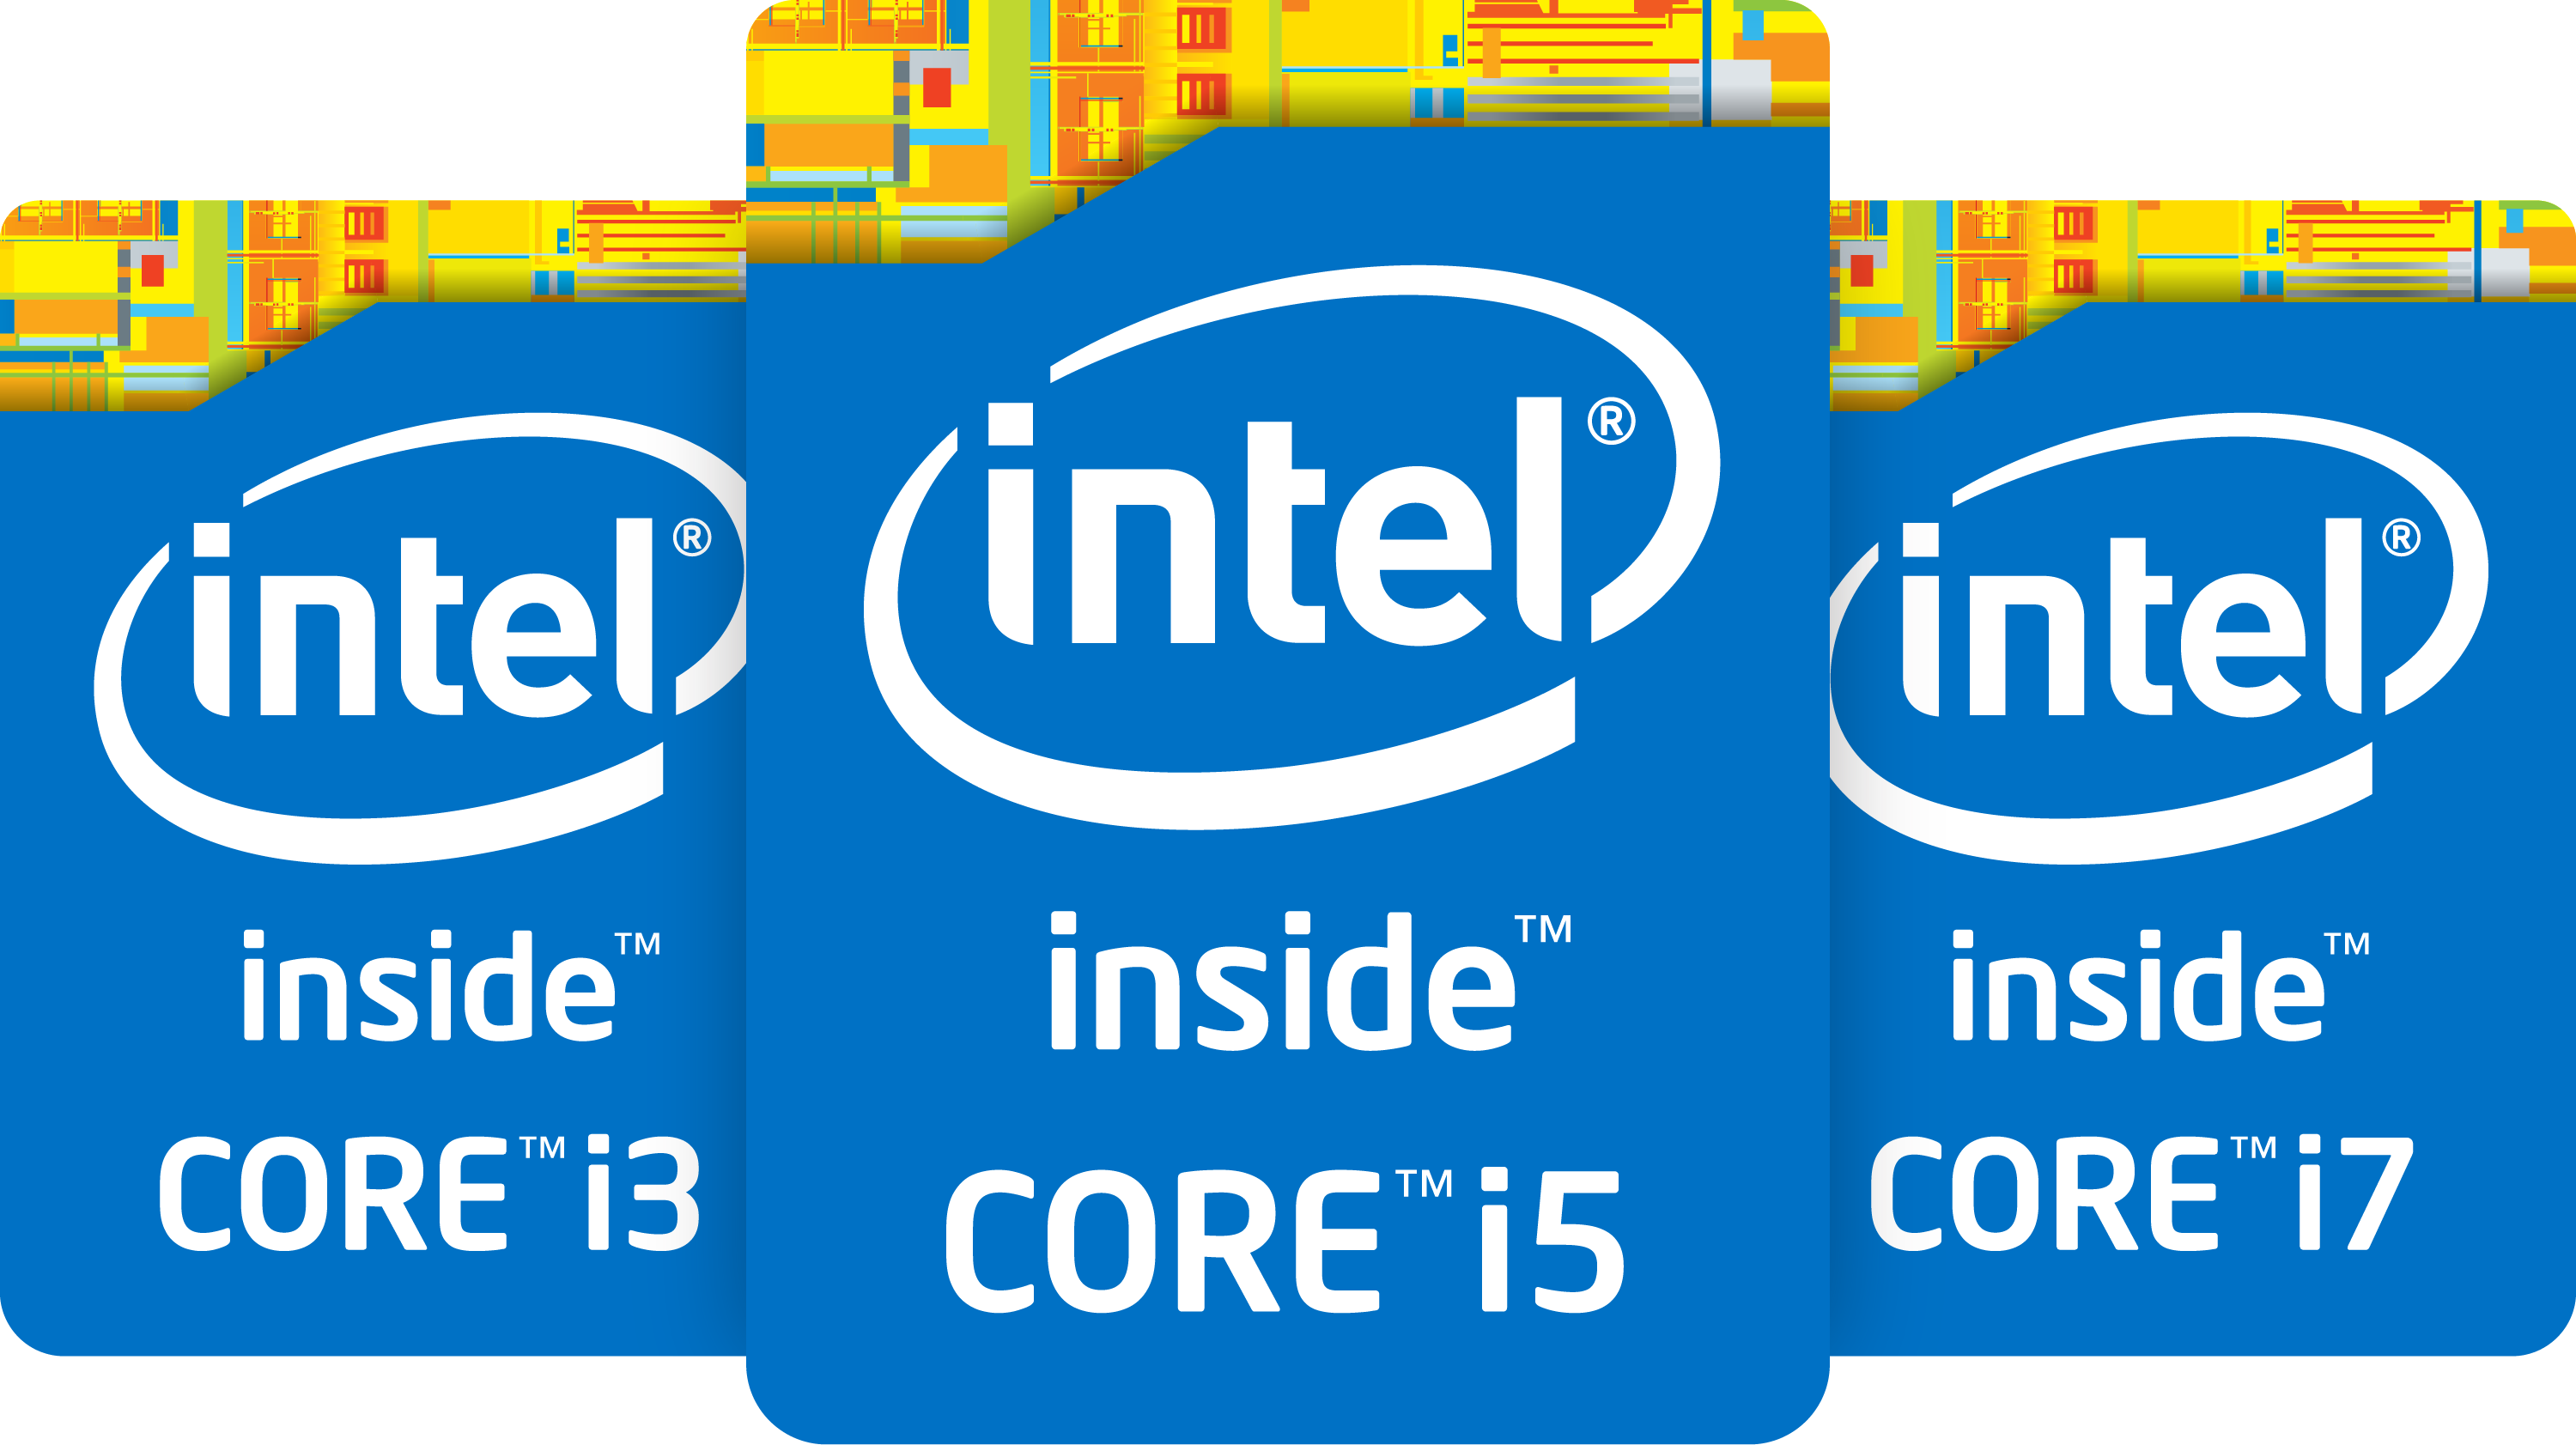 intel®
inside™
CORE™ i3
intel®
inside™
CORE™ i5
intel®
inside™
CORE™ i7